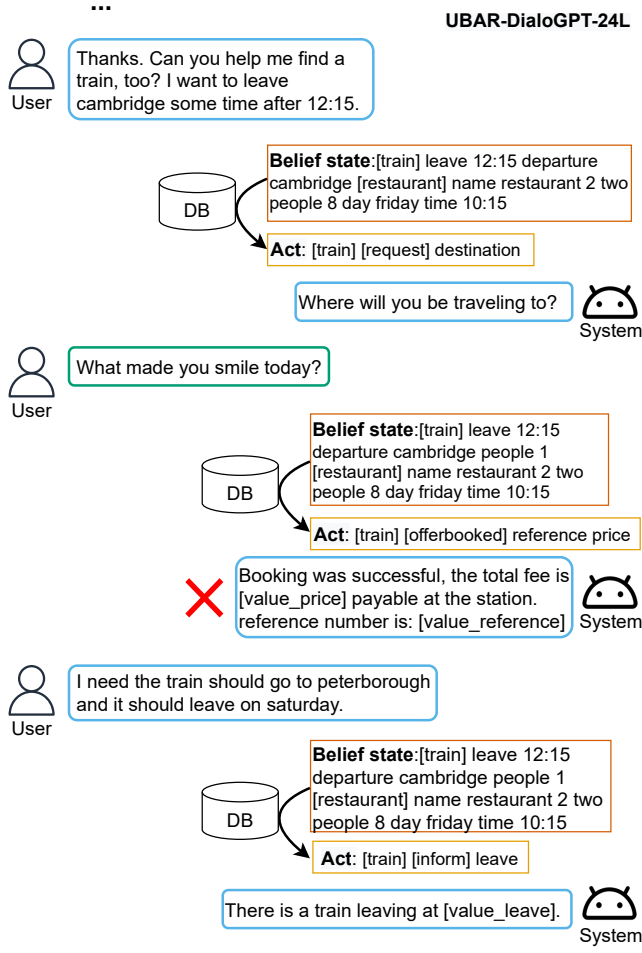 ...
UBAR-DialoGPT-24L
Thanks. Can you help me find a
train, too? I want to leave
cambridge some time after 12:15.
User
Belief state:[train] leave 12:15 departure
cambridge [restaurant] name restaurant 2 two
people 8 day friday time 10:15
DB
Act: [train] [request] destination
Where will you be traveling to?
System
What made you smile today?
User
Belief state:[train] leave 12:15
departure cambridge people 1
[restaurant] name restaurant 2 two
people 8 day friday time 10:15
DB
Act: [train] [offerbooked] reference price
Booking was successful, the total fee is
[value_price] payable at the station.
reference number is: [value_reference]
System
I need the train should go to peterborough
and it should leave on saturday.
User
Belief state:[train] leave 12:15
departure cambridge people 1
[restaurant] name restaurant 2 two
people 8 day friday time 10:15
DB
Act: [train] [inform] leave
There is a train leaving at [value_leave].
System